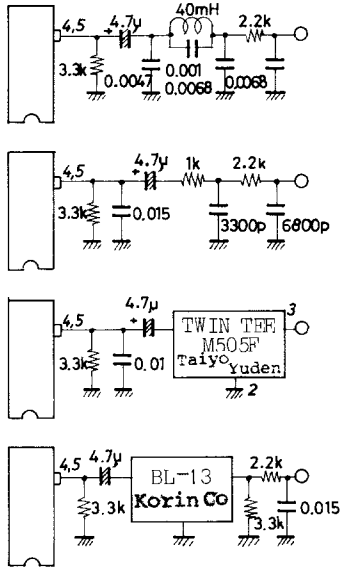 4,5
4.7µ
40mH
2.2k
3.3k
0.0047
0.001
0.0068
0.0068
4,5
4.7µ
1k
2.2k
3.3k
0.015
3300p
6800p
4,5
4.7µ
3
3.3k
0.01
TWIN TEE
M505F
Taiyo
Yuden
2
4,5
4.7µ
2.2k
3.3k
BL-13
Korin Co
3.3k
0.015